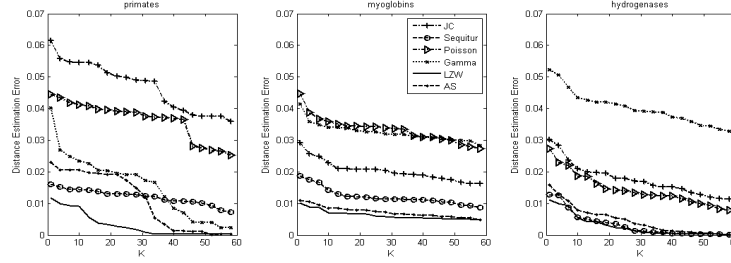 primates
0.07
0.06
0.05
0.04
0.03
0.02
0.01
0
Distance Estimation Error
0 10 20 30 40 50 60
K
myoglobins
0.07
0.06
0.05
0.04
0.03
0.02
0.01
0
Distance Estimation Error
0 10 20 30 40 50 60
K
JC
Sequitur
Poisson
Gamma
LZW
AS
hydrogenases
0.07
0.06
0.05
0.04
0.03
0.02
0.01
0
Distance Estimation Error
0 10 20 30 40 50 60
K